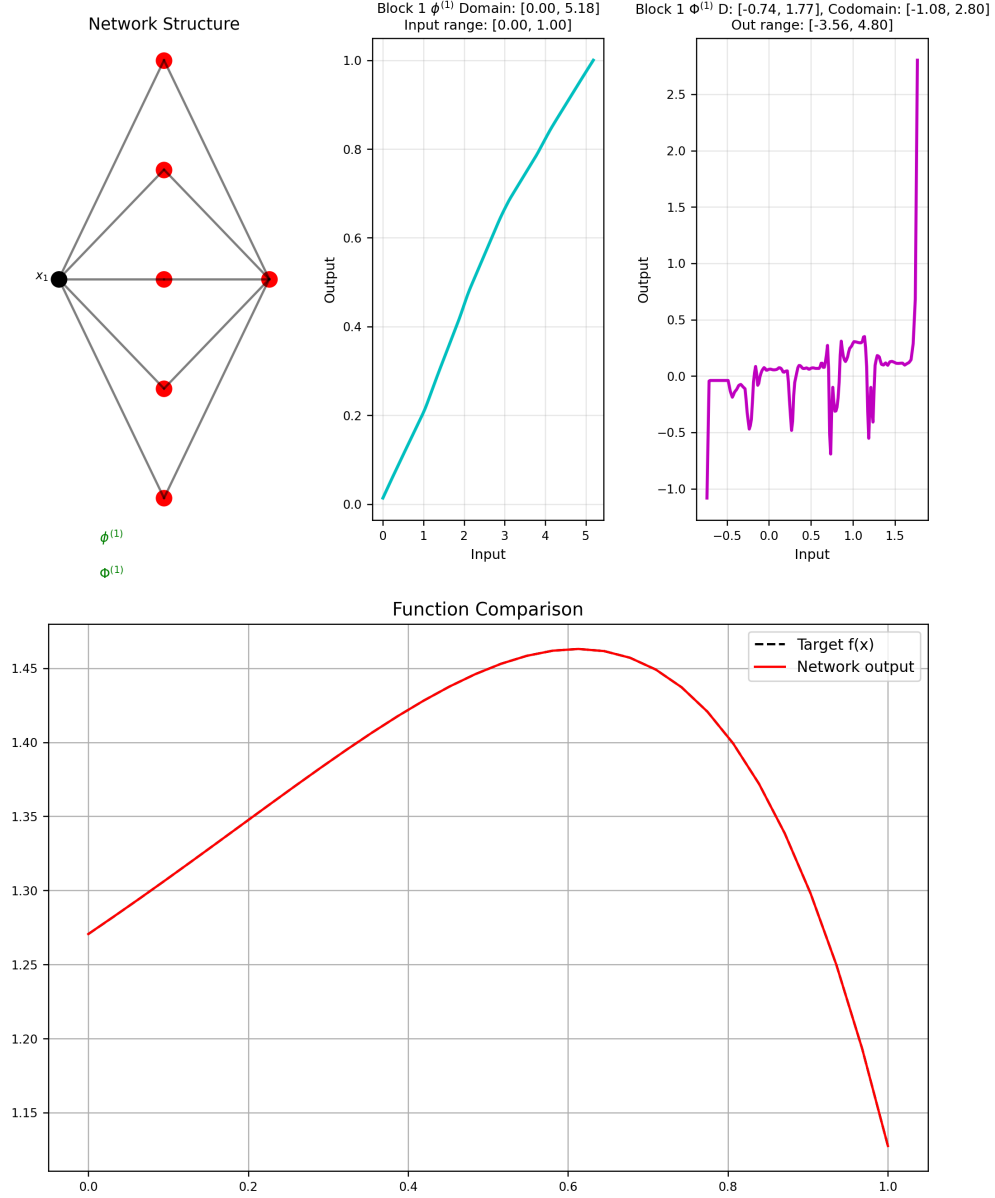 Network Structure
x₁
ϕ⁽¹⁾
Φ⁽¹⁾
Block 1 ϕ⁽¹⁾ Domain: [0.00, 5.18]
Input range: [0.00, 1.00]
Output
1.0
0.8
0.6
0.4
0.2
0.0
0 1 2 3 4 5
Input
Block 1 Φ⁽¹⁾ D: [-0.74, 1.77], Codomain: [-1.08, 2.80]
Out range: [-3.56, 4.80]
Output
2.5
2.0
1.5
1.0
0.5
0.0
−0.5
−1.0
−0.5 0.0 0.5 1.0 1.5
Input
Function Comparison
Target f(x)
Network output
1.45
1.40
1.35
1.30
1.25
1.20
1.15
0.0 0.2 0.4 0.6 0.8 1.0